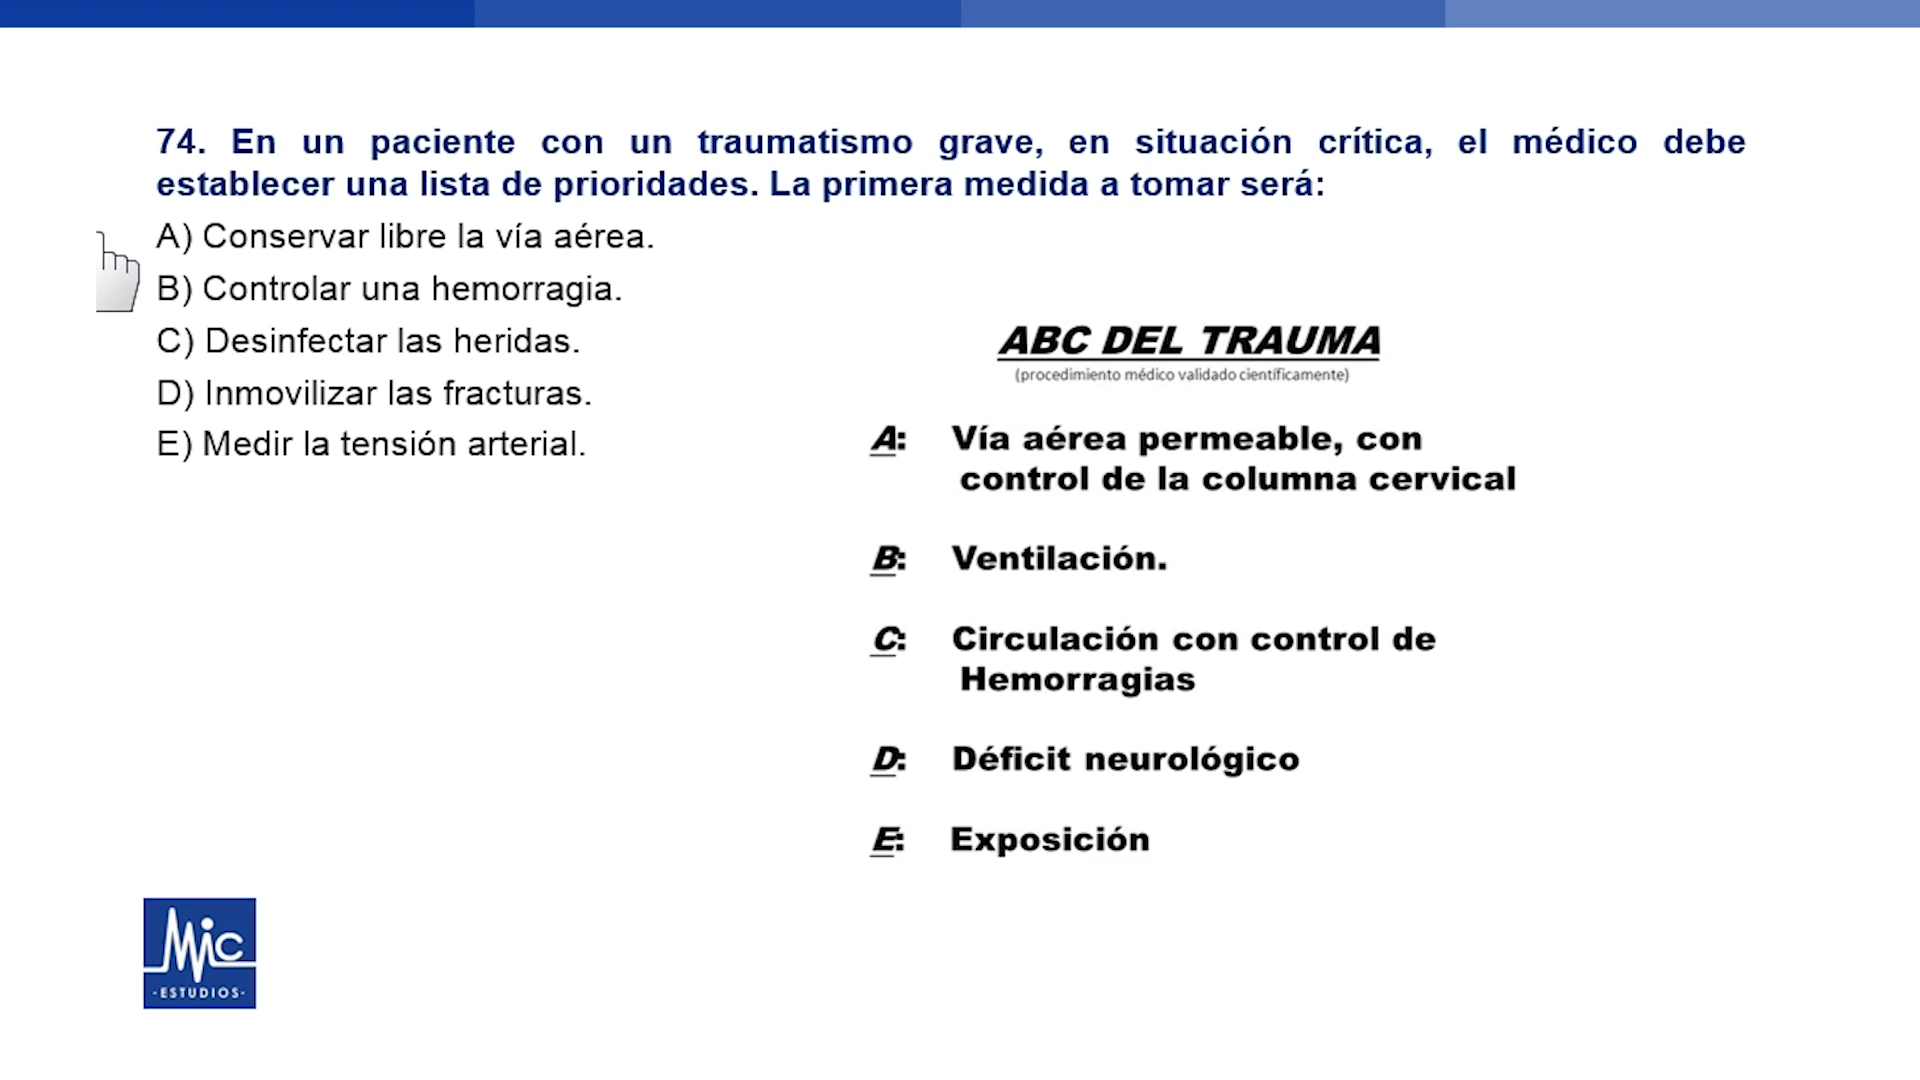 74. En un paciente con un traumatismo grave, en situación crítica, el médico debe
establecer una lista de prioridades. La primera medida a tomar será:
A) Conservar libre la vía aérea.
B) Controlar una hemorragia.
C) Desinfectar las heridas.
D) Inmovilizar las fracturas.
E) Medir la tensión arterial.
ABC DEL TRAUMA
(procedimiento médico validado científicamente)
A: Vía aérea permeable, con
control de la columna cervical
B: Ventilación.
C: Circulación con control de
Hemorragias
D: Déficit neurológico
E: Exposición
Mic
-ESTUDIOS-